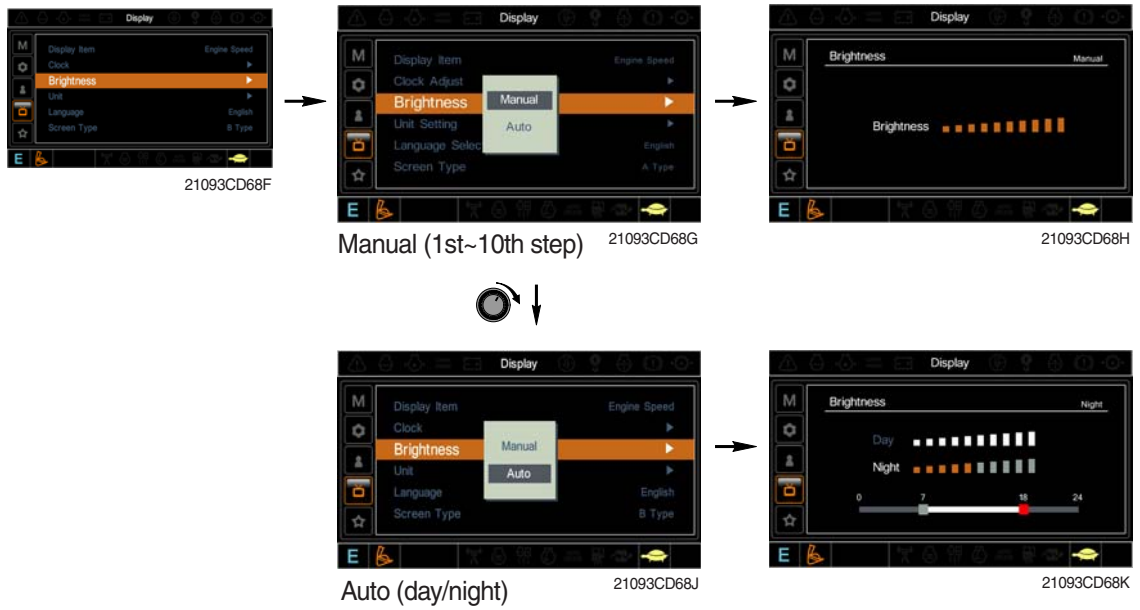 Display
M
Display Item Engine Speed
Clock
Brightness
Unit
Language English
Screen Type B Type
E
21093CD68F
Display
M
Display Item Engine Speed
Clock Adjust
Brightness
Manual
Auto
Unit Setting
Language Selec English
Screen Type A Type
E
Manual (1st~10th step) 21093CD68G
Display
M
Brightness Manual
Brightness
E
21093CD68H
Display
M
Display Item Engine Speed
Clock
Brightness
Manual
Auto
Unit
Language English
Screen Type B Type
E
Auto (day/night) 21093CD68J
Display
M
Brightness Night
Day
Night
0 7 18 24
E
21093CD68K